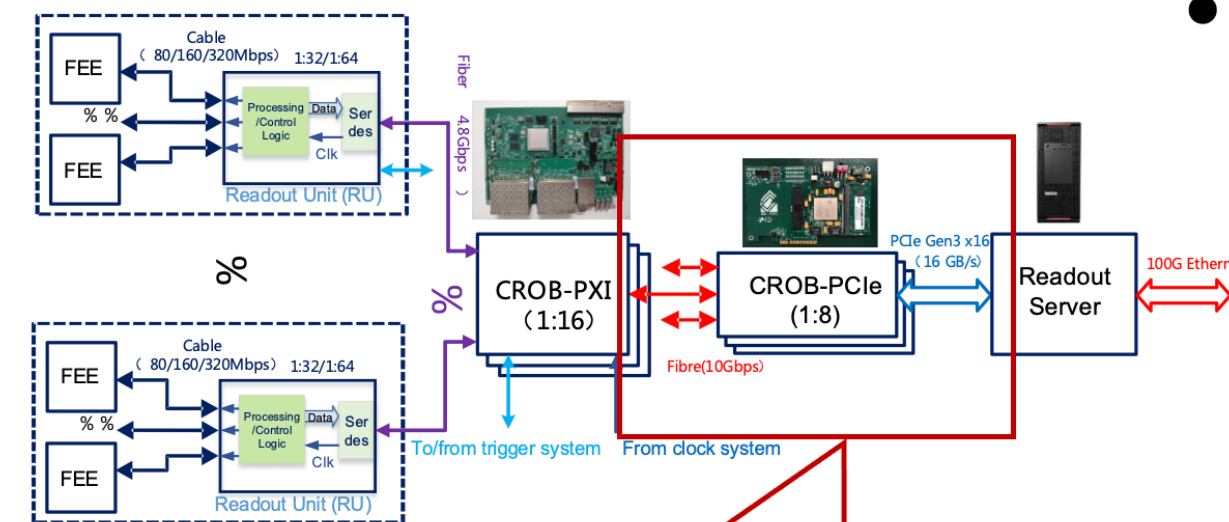 Cable
（ 80/160/320Mbps）
1:32/1:64
FEE
% %
FEE
Processing
/Control
Logic
Data
Clk
Ser
des
Readout Unit (RU)
Fiber （ 4.8Gbps ）
%
%
CROB-PXI
（1:16）
CROB-PCIe
(1:8)
PCIe Gen3 x16
（16 GB/s）
Readout
Server
100G Ethern
Fibre(10Gbps)
To/from trigger system
From clock system
Cable
（ 80/160/320Mbps）
1:32/1:64
FEE
% %
FEE
Processing
/Control
Logic
Data
Clk
Ser
des
Readout Unit (RU)